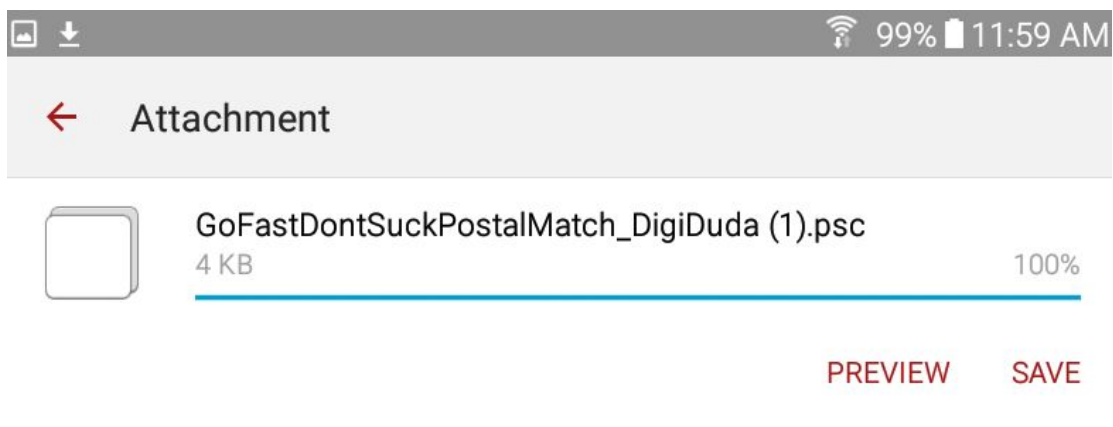 99% 11:59 AM
Attachment
GoFastDontSuckPostalMatch_DigiDuda (1).psc
4 KB 100%
PREVIEW SAVE